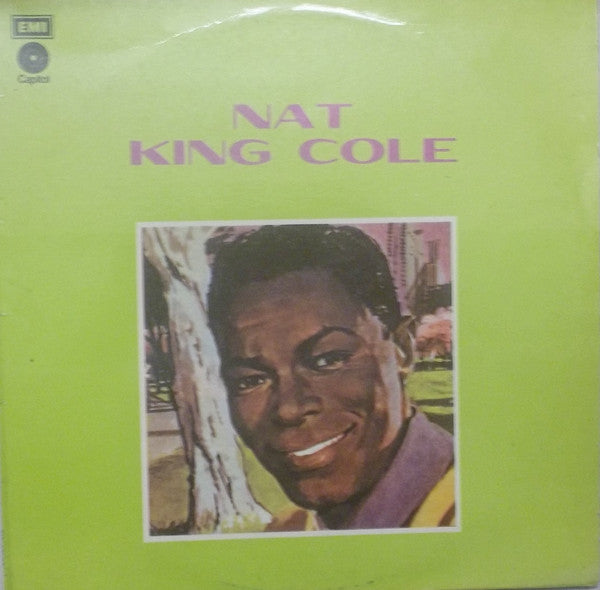 EMI
Capitol
NAT
KING COLE